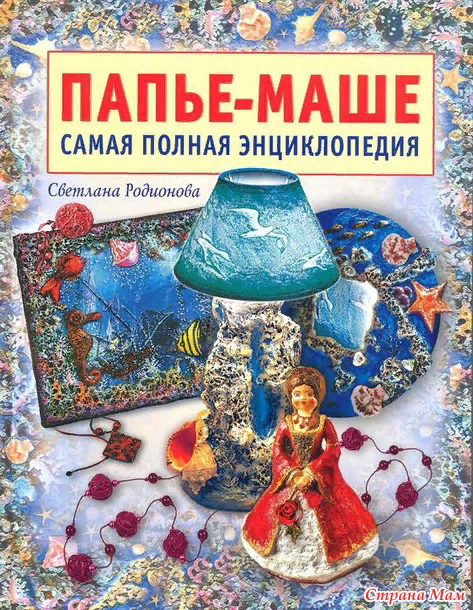 ПАПЬЕ-МАШЕ
САМАЯ ПОЛНАЯ ЭНЦИКЛОПЕДИЯ
Светлана Родионова
Страна Мам